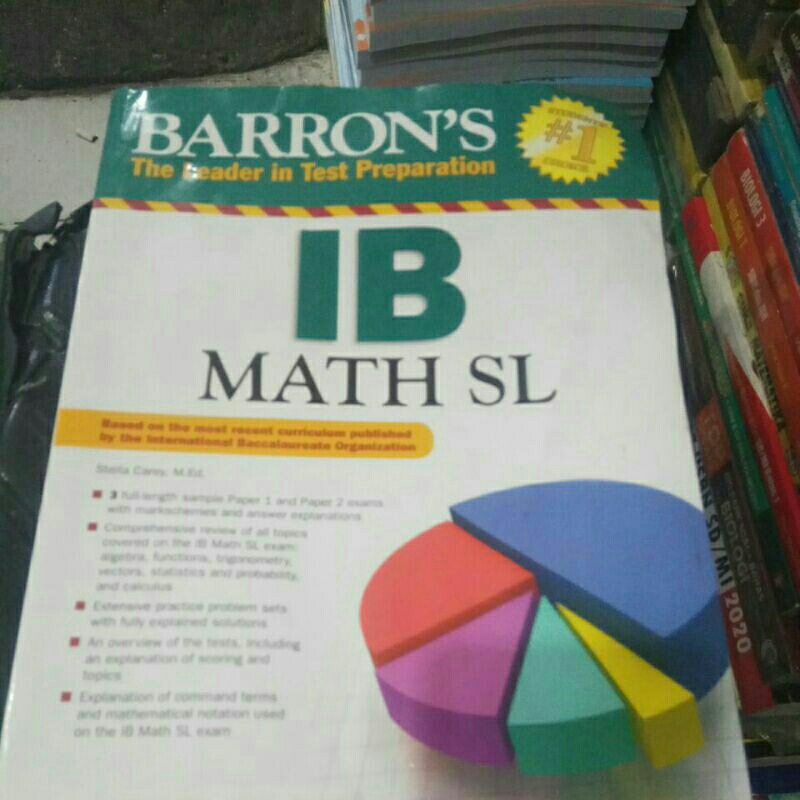 BARRON'S
The Leader in Test Preparation
#1
IB
MATH SL
Based on the most recent curriculum published
by the International Baccalaureate Organization
Stella Carey, M.Ed.
3 full-length sample Paper 1 and Paper 2 exams
with markschemes and answer explanations
Comprehensive review of all topics
covered on the IB Math SL exam:
algebra, functions, trigonometry,
vectors, statistics and probability,
and calculus
Extensive practice problem sets
with fully explained solutions
An overview of the tests, including
an explanation of scoring and
topics
Explanation of command terms
and mathematical notation used
on the IB Math SL exam
BIOLOGI 3
SD/MI 2020
BIOLOGI